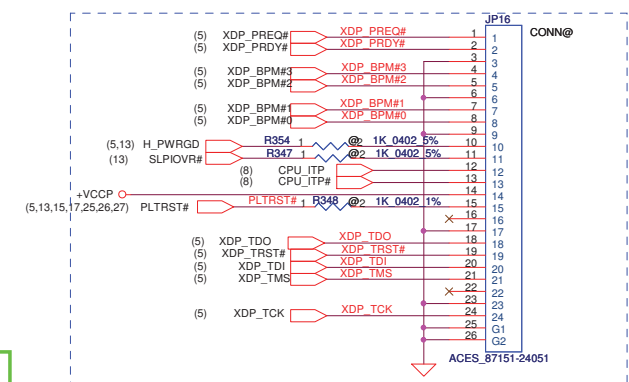 JP16
CONN@
(5) XDP_PREQ# XDP_PREQ# 1 1
(5) XDP_PRDY# XDP_PRDY# 2 2
3 3
(5) XDP_BPM#3 XDP_BPM#3 4 4
(5) XDP_BPM#2 XDP_BPM#2 5 5
6 6
(5) XDP_BPM#1 XDP_BPM#1 7 7
(5) XDP_BPM#0 XDP_BPM#0 8 8
9 9
(5,13) H_PWRGD R354 1 @ 2 1K_0402_5% 10 10
(13) SLPIOVR# R347 1 @ 2 1K_0402_5% 11 11
(8) CPU_ITP 12 12
(8) CPU_ITP# 13 13
+VCCP 14 14
(5,13,15,17,25,26,27) PLTRST# PLTRST# 1 R348 @ 2 1K_0402_1% 15 15
16 16
17 17
(5) XDP_TDO XDP_TDO 18 18
(5) XDP_TRST# XDP_TRST# 19 19
(5) XDP_TDI XDP_TDI 20 20
(5) XDP_TMS XDP_TMS 21 21
22 22
23 23
(5) XDP_TCK XDP_TCK 24 24
25 G1
26 G2
ACES_87151-24051